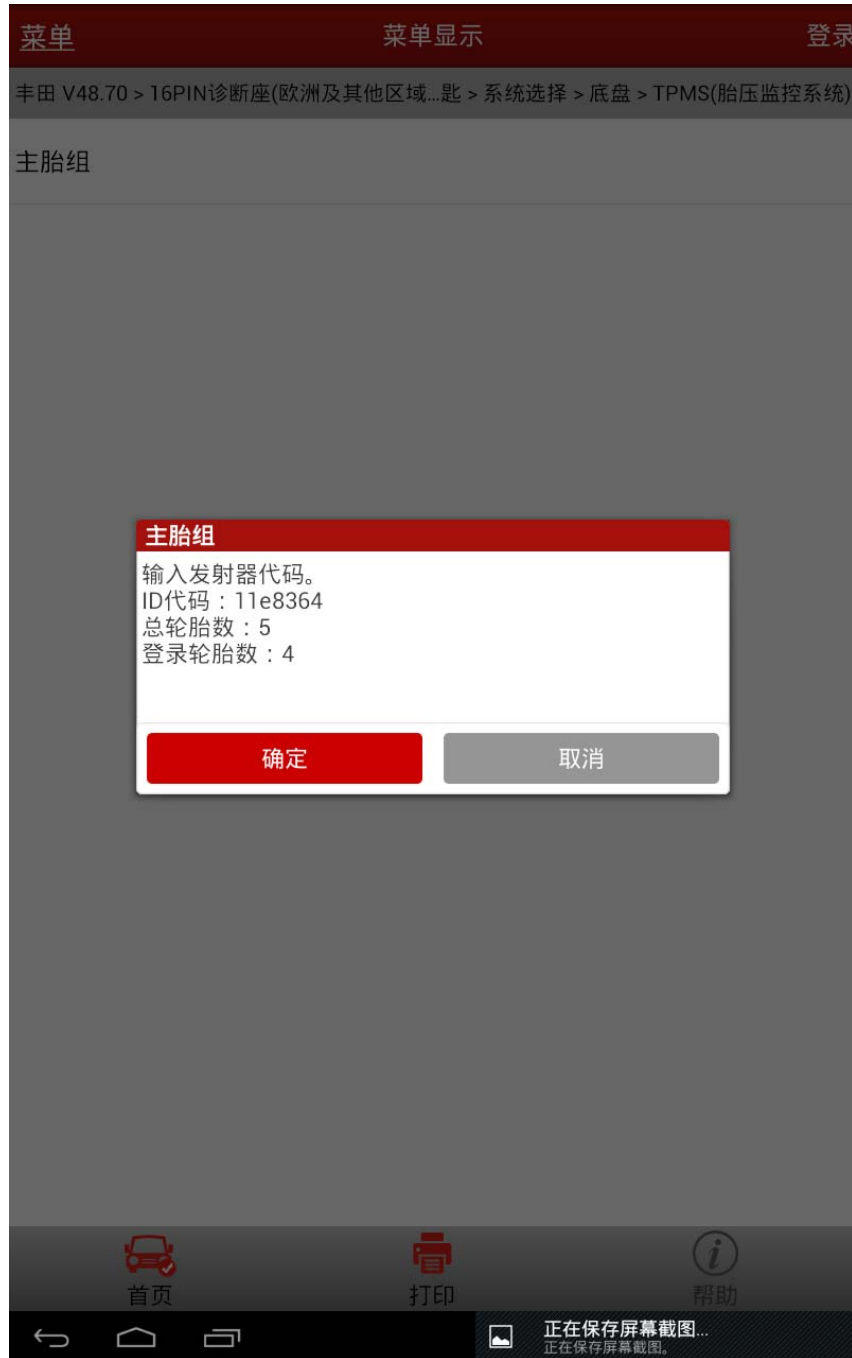 菜单 菜单显示 登录
丰田 V48.70 > 16PIN诊断座(欧洲及其他区域...匙 > 系统选择 > 底盘 > TPMS(胎压监控系统)
主胎组
主胎组
输入发射器代码。
ID代码：11e8364
总轮胎数：5
登录轮胎数：4
确定 取消
首页 打印 帮助
正在保存屏幕截图...
正在保存屏幕截图。